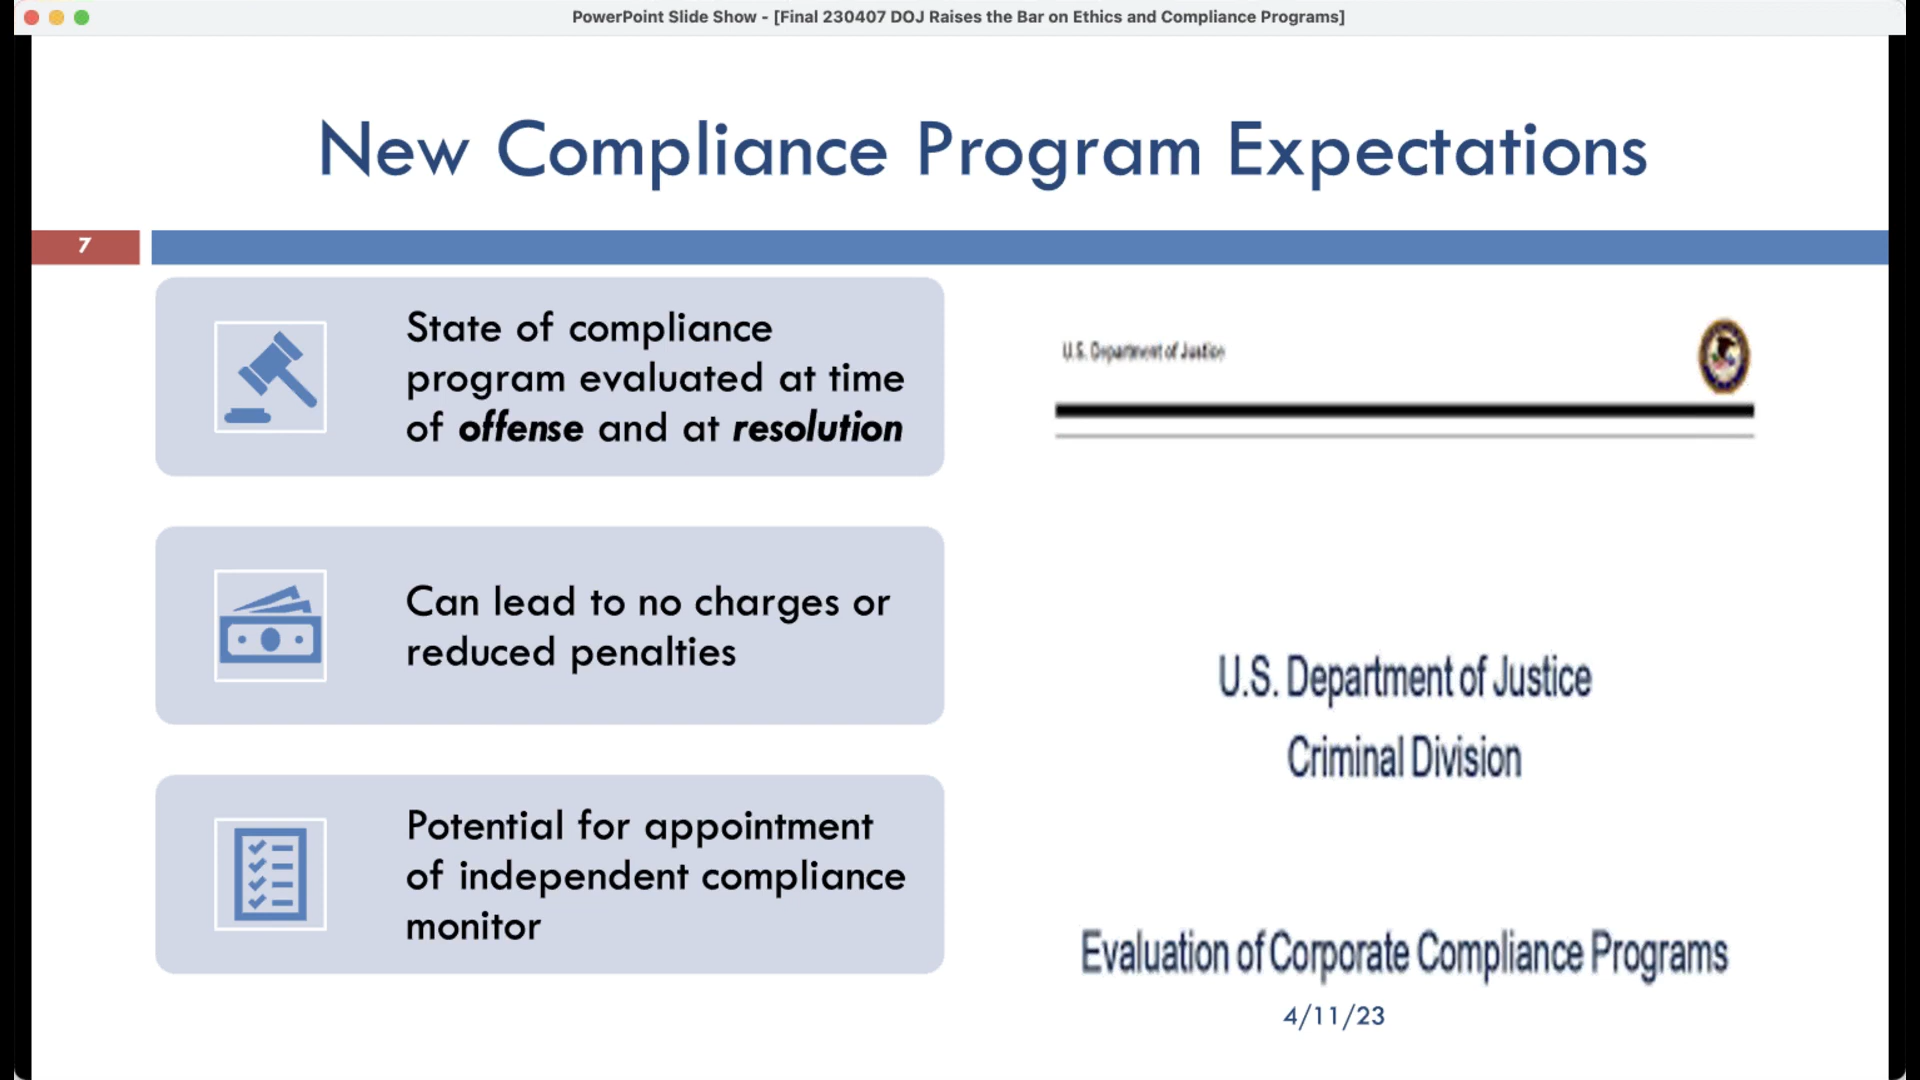 PowerPoint Slide Show - [Final 230407 DOJ Raises the Bar on Ethics and Compliance Programs]
New Compliance Program Expectations
7
State of compliance
program evaluated at time
of offense and at resolution
Can lead to no charges or
reduced penalties
Potential for appointment
of independent compliance
monitor
U.S. Department of Justice
U.S. Department of Justice
Criminal Division
Evaluation of Corporate Compliance Programs
4/11/23